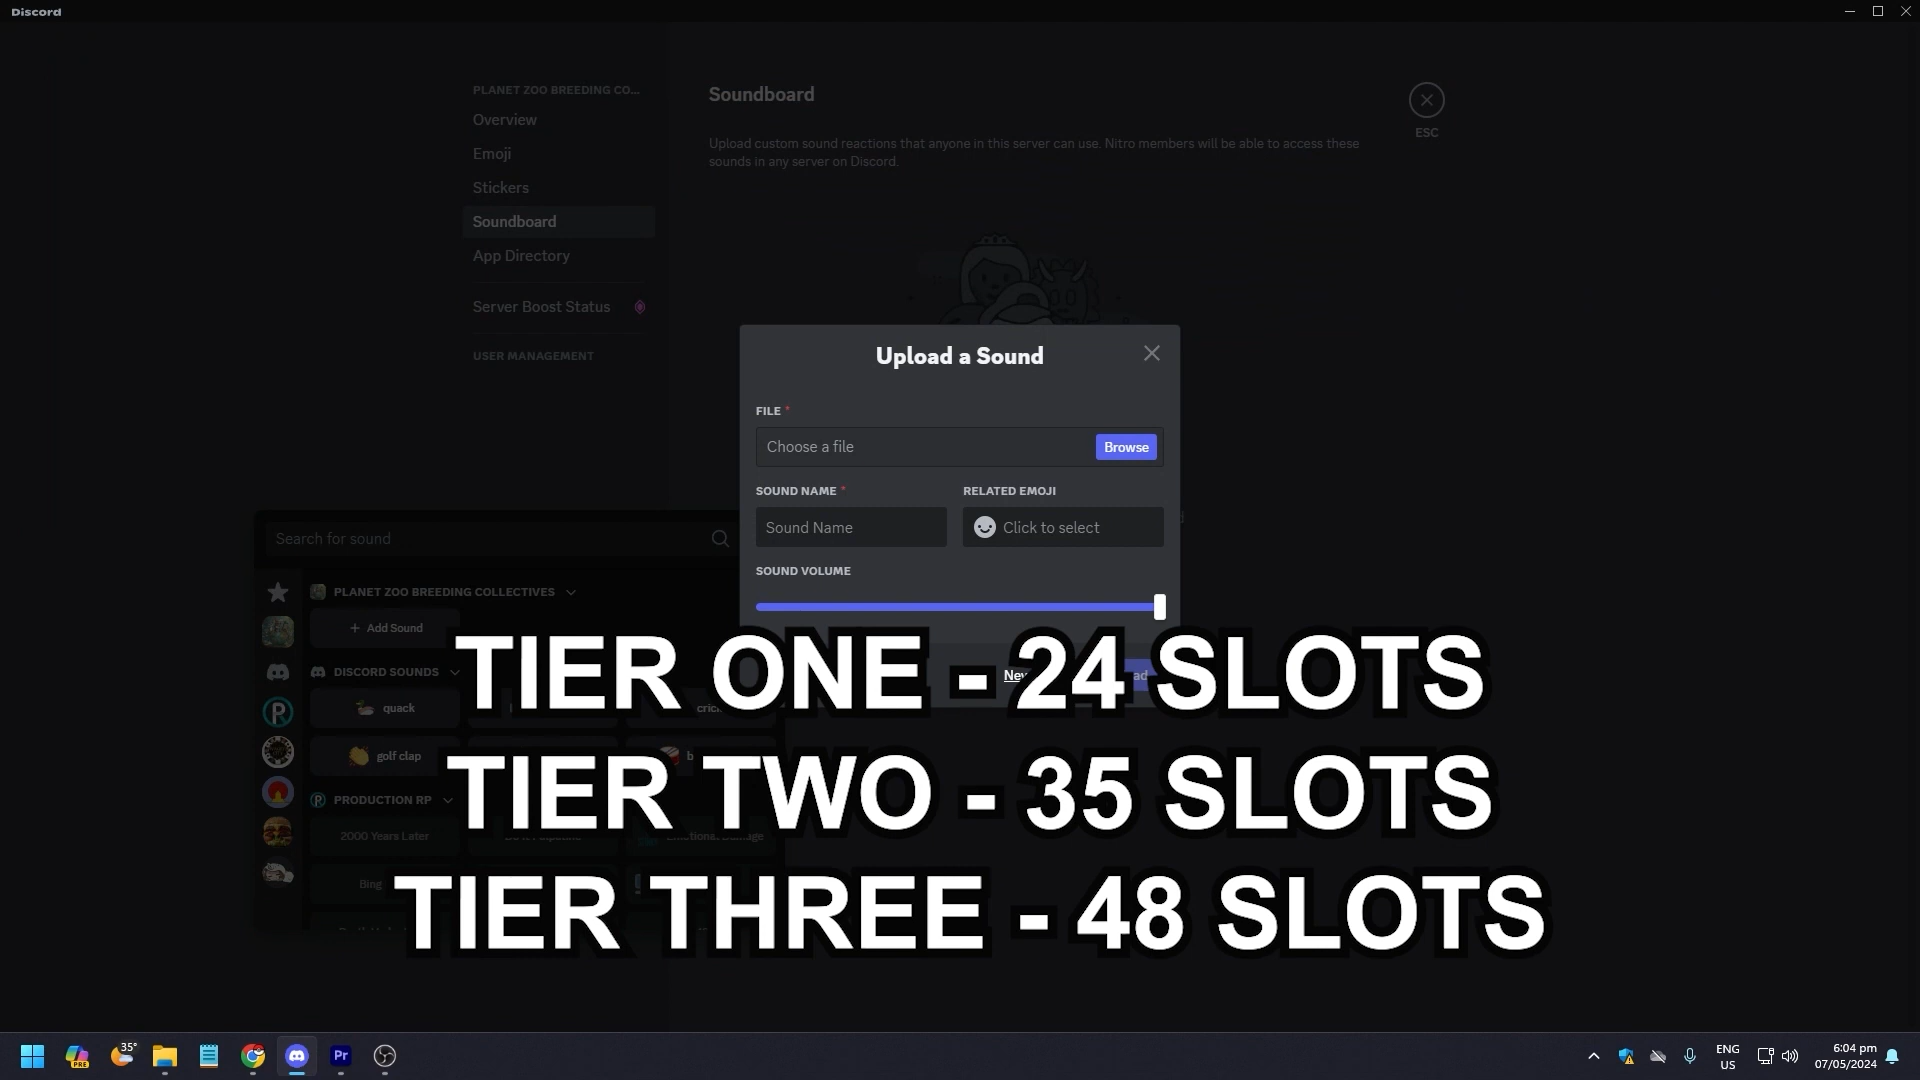 Discord
PLANET ZOO BREEDING CO...
Overview
Emoji
Stickers
Soundboard
App Directory
Server Boost Status
USER MANAGEMENT
Soundboard
Upload custom sound reactions that anyone in this server can use. Nitro members will be able to access these
sounds in any server on Discord.
ESC
Upload a Sound
FILE *
Choose a file
Browse
SOUND NAME *
RELATED EMOJI
Sound Name
Click to select
SOUND VOLUME
Search for sound
PLANET ZOO BREEDING COLLECTIVES
+ Add Sound
DISCORD SOUNDS
quack
golf clap
PRODUCTION RP
2000 Years Later
Emotional Damage
Bing
TIER ONE - 24 SLOTS
TIER TWO - 35 SLOTS
TIER THREE - 48 SLOTS
PRE
35°
Pr
ENG
US
6:04 pm
07/05/2024